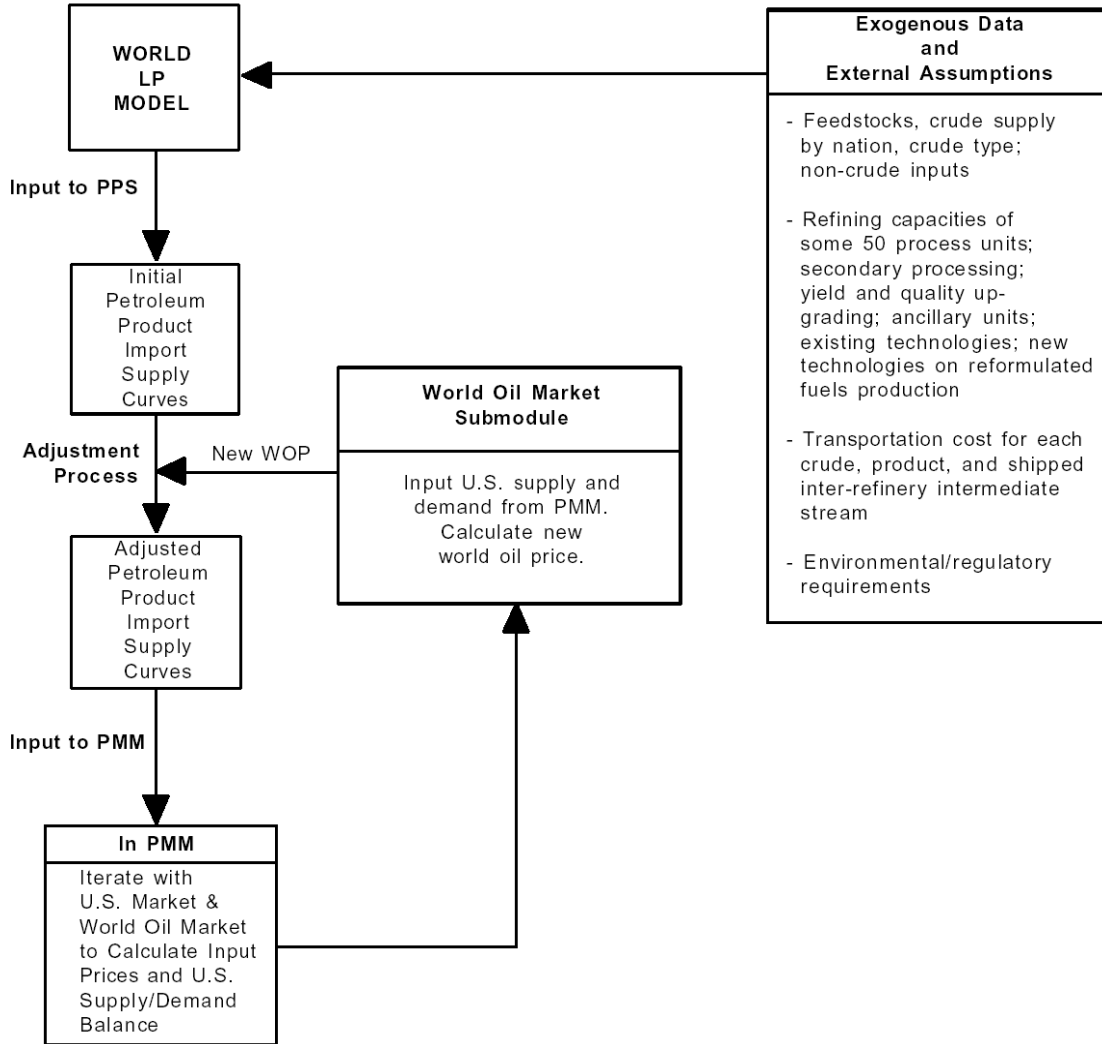 WORLD
LP
MODEL
Exogenous Data
and
External Assumptions
- Feedstocks, crude supply
by nation, crude type;
non-crude inputs
- Refining capacities of
some 50 process units;
secondary processing;
yield and quality up-
grading; ancillary units;
existing technologies; new
technologies on reformulated
fuels production
- Transportation cost for each
crude, product, and shipped
inter-refinery intermediate
stream
- Environmental/regulatory
requirements
Input to PPS
Initial
Petroleum
Product
Import
Supply
Curves
Adjustment
Process
New WOP
World Oil Market
Submodule
Input U.S. supply and
demand from PMM.
Calculate new
world oil price.
Adjusted
Petroleum
Product
Import
Supply
Curves
Input to PMM
In PMM
Iterate with
U.S. Market &
World Oil Market
to Calculate Input
Prices and U.S.
Supply/Demand
Balance